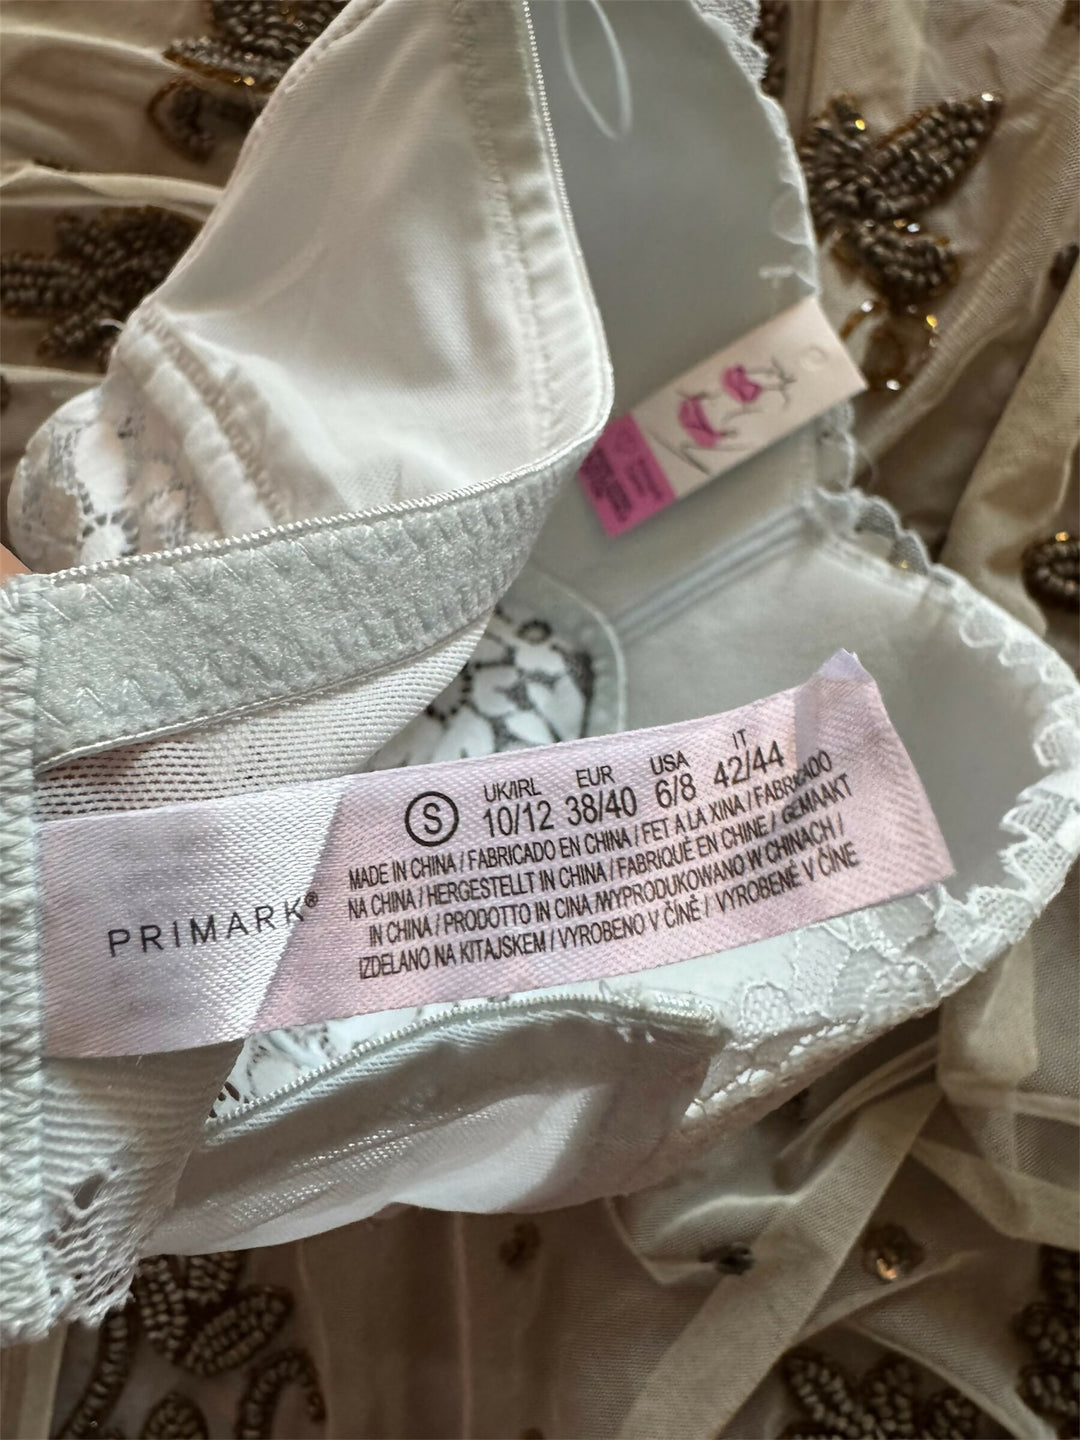 PRIMARK®
S
UK/IRL EUR USA IT
10/12 38/40 6/8 42/44
MADE IN CHINA / FABRICADO EN CHINA / FET A LA XINA / FABRICADO
NA CHINA / HERGESTELLT IN CHINA / FABRIQUÉ EN CHINE / GEMAAKT
IN CHINA / PRODOTTO IN CINA /WYPRODUKOWANO W CHINACH /
IZDELANO NA KITAJSKEM / VYROBENO V ČÍNĚ / VYROBENÉ V ČÍNE